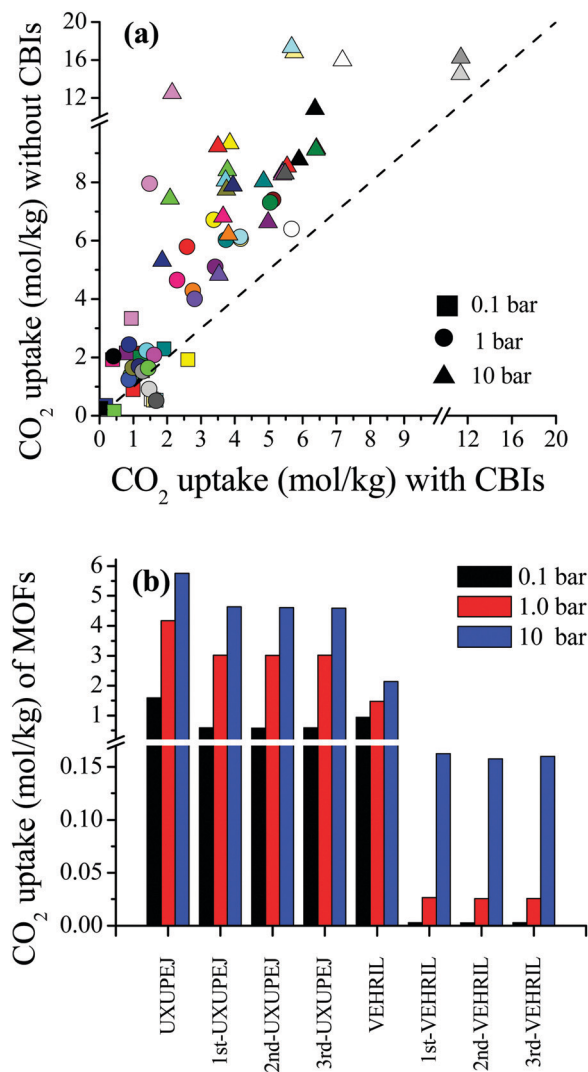 (a)
CO2 uptake (mol/kg) without CBIs
20
16
12
8
6
4
2
0
0.1 bar
1 bar
10 bar
0 1 2 3 4 5 6 7 8 9 12 16 20
CO2 uptake (mol/kg) with CBIs
(b)
CO2 uptake (mol/kg) of MOFs
6
5
4
3
2
1
0.15
0.10
0.05
0.00
0.1 bar
1.0 bar
10 bar
UXUPEJ
1st-UXUPEJ
2nd-UXUPEJ
3rd-UXUPEJ
VEHRIL
1st-VEHRIL
2nd-VEHRIL
3rd-VEHRIL